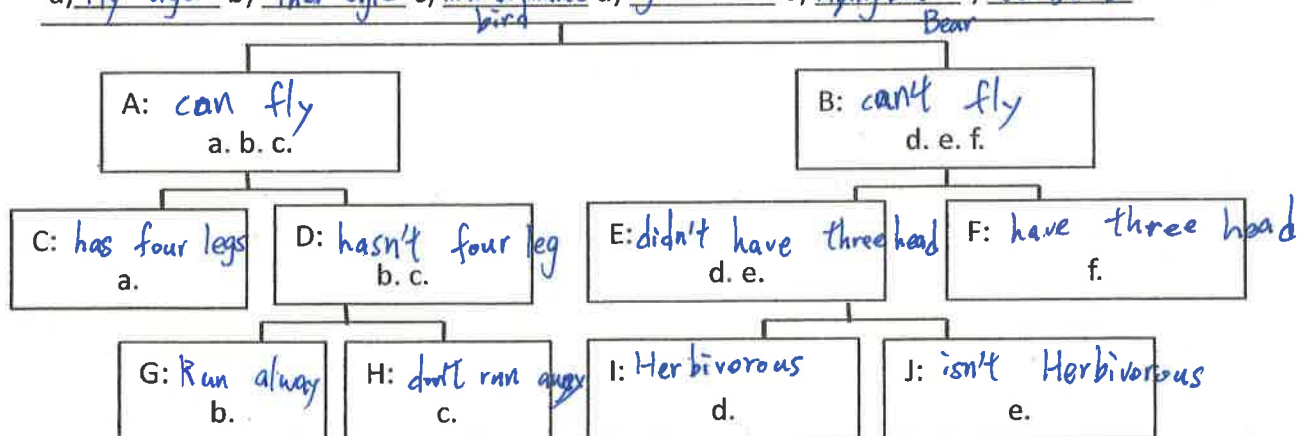 bird Bear
A: can fly
a. b. c.
B: can't fly
d. e. f.
C: has four legs
a.
D: hasn't four leg
b. c.
E: didn't have three head
d. e.
F: have three head
f.
G: Run alway
b.
H: don't run away
c.
I: Herbivorous
d.
J: isn't Herbivorous
e.